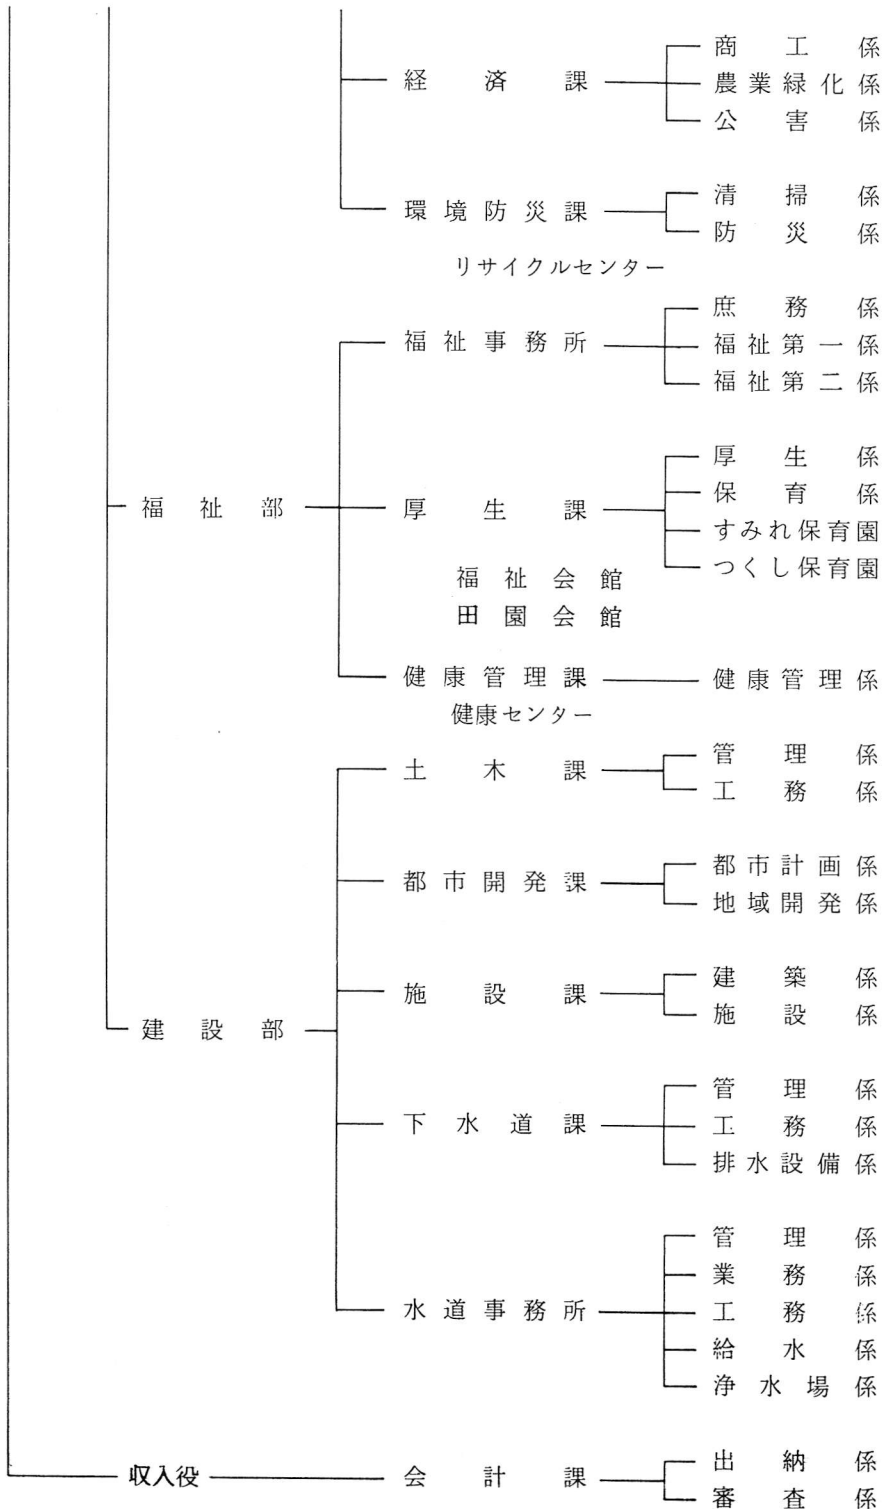 商工係
経済課 農業緑化係
公害係
清掃係
環境防災課
防災係
リサイクルセンター
庶務係
福祉事務所 福祉第一係
福祉第二係
厚生係
保育係
福祉部 厚生課
すみれ保育園
つくし保育園
福祉会館
田園会館
健康管理課 健康管理係
健康センター
管理係
土木課
工務係
都市計画係
都市開発課
地域開発係
建築係
施設課
施設係
建設部
管理係
下水道課 工務係
排水設備係
管理係
業務係
水道事務所 工務係
給水係
浄水場係
出納係
収入役 会計課
審査係